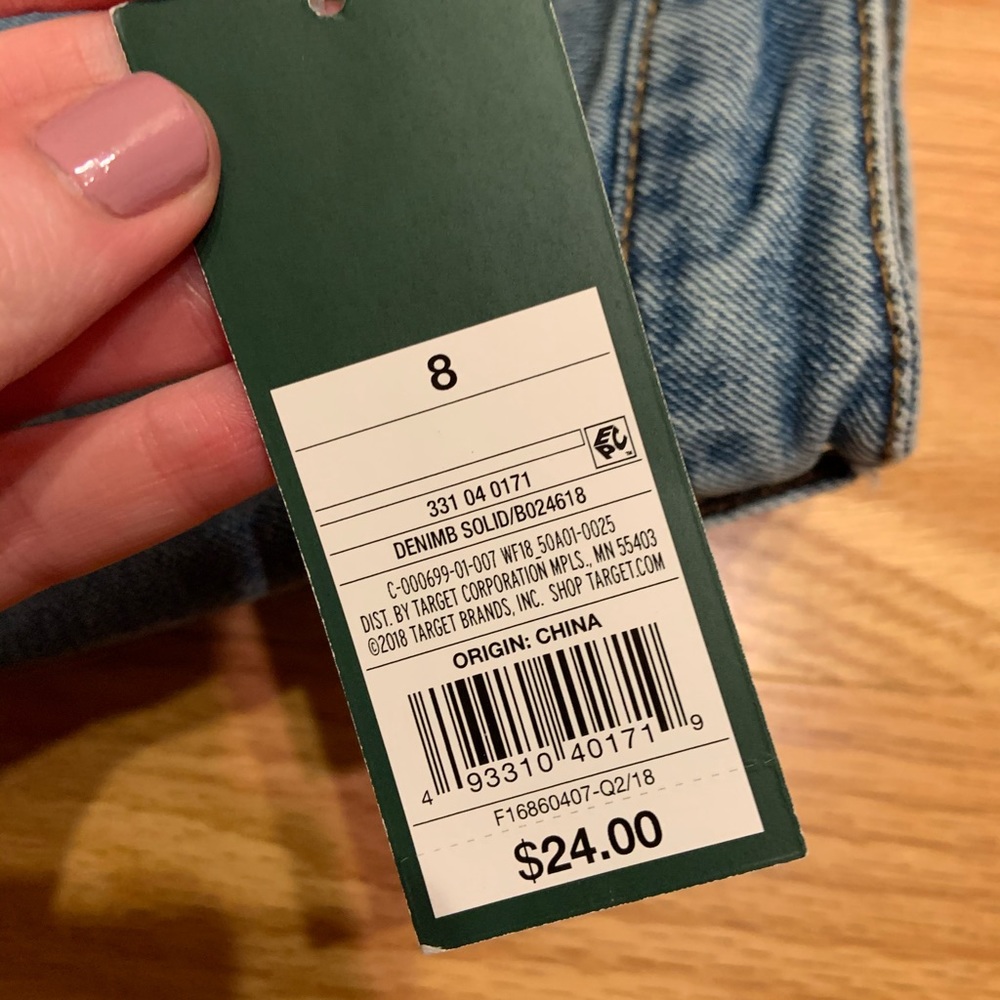 8
EPC™
331 04 0171
DENIMB SOLID/B024618
C-000699-01-007 WF18_50A01-0025
DIST. BY TARGET CORPORATION MPLS., MN 55403
©2018 TARGET BRANDS, INC. SHOP TARGET.COM
ORIGIN: CHINA
4 93310 40171 9
F16860407-Q2/18
$24.00